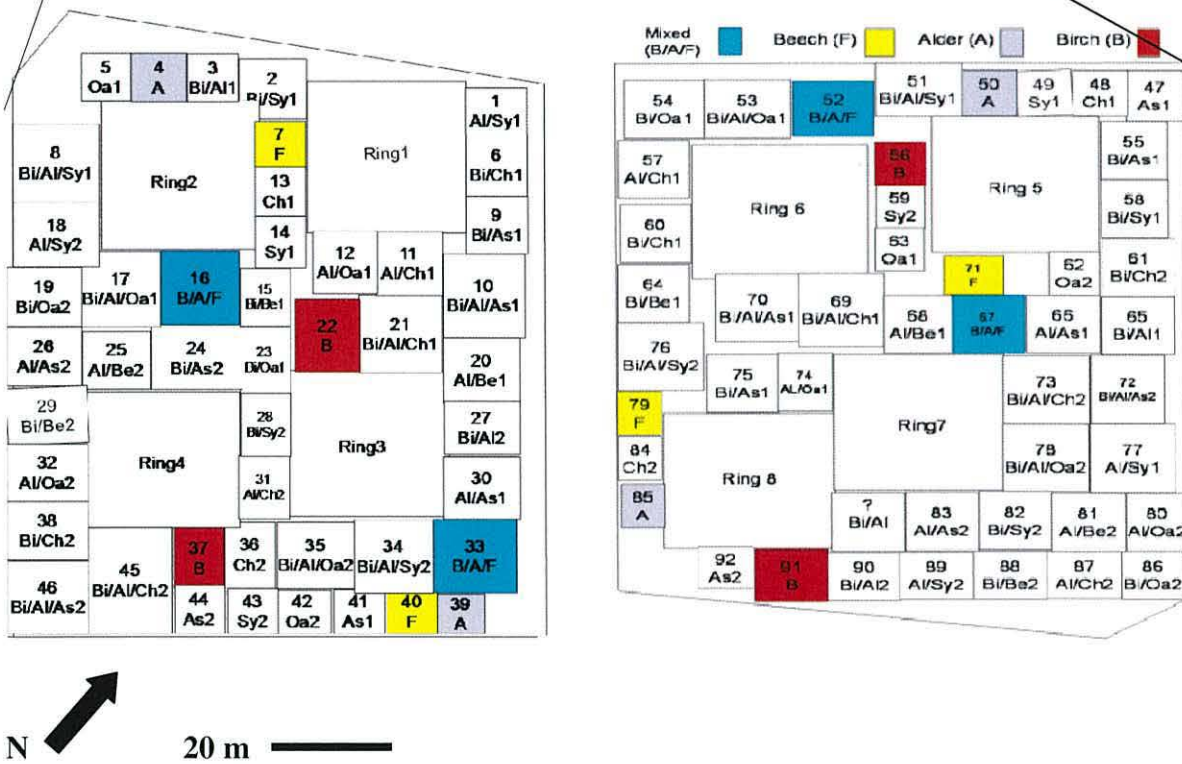 Mixed (B/A/F)
Beech (F)
Alder (A)
Birch (B)
5
Oa1
4
A
3
Bi/Al1
2
Bi/Sy1
1
Al/Sy1
7
F
Ring1
8
Bi/Al/Sy1
Ring2
13
Ch1
6
Bi/Ch1
18
Al/Sy2
14
Sy1
9
Bi/As1
12
Al/Oa1
11
Al/Ch1
19
Bi/Oa2
17
Bi/Al/Oa1
16
B/A/F
15
Bi/Be1
10
Bi/Al/As1
22
B
21
Bi/Al/Ch1
26
Al/As2
25
Al/Be2
24
Bi/As2
23
Bi/Oa1
20
Al/Be1
29
Bi/Be2
28
Bi/Sy2
27
Bi/Al2
Ring4
Ring3
32
Al/Oa2
31
Al/Ch2
30
Al/As1
38
Bi/Ch2
45
Bi/Al/Ch2
37
B
36
Ch2
35
Bi/Al/Oa2
34
Bi/Al/Sy2
33
B/A/F
46
Bi/Al/As2
44
As2
43
Sy2
42
Oa2
41
As1
40
F
39
A
54
Bi/Oa1
53
Bi/Al/Oa1
52
B/A/F
51
Bi/Al/Sy1
50
A
49
Sy1
48
Ch1
47
As1
57
Al/Ch1
56
B
55
Bi/As1
Ring 6
59
Sy2
Ring 5
58
Bi/Sy1
60
Bi/Ch1
63
Oa1
64
Bi/Be1
71
F
62
Oa2
61
Bi/Ch2
70
Bi/Al/As1
69
Bi/Al/Ch1
68
Al/Be1
67
B/A/F
65
Al/As1
65
Bi/Al1
76
Bi/Al/Sy2
75
Bi/As1
74
AL/Oa1
73
Bi/Al/Ch2
72
Bi/Al/As2
79
F
Ring7
84
Ch2
Ring 8
78
Bi/Al/Oa2
77
Al/Sy1
85
A
?
Bi/Al
83
Al/As2
82
Bi/Sy2
81
Al/Be2
80
Al/Oa2
92
As2
91
B
90
Bi/Al2
89
Al/Sy2
88
Bi/Be2
87
Al/Ch2
86
Bi/Oa2
N
20 m